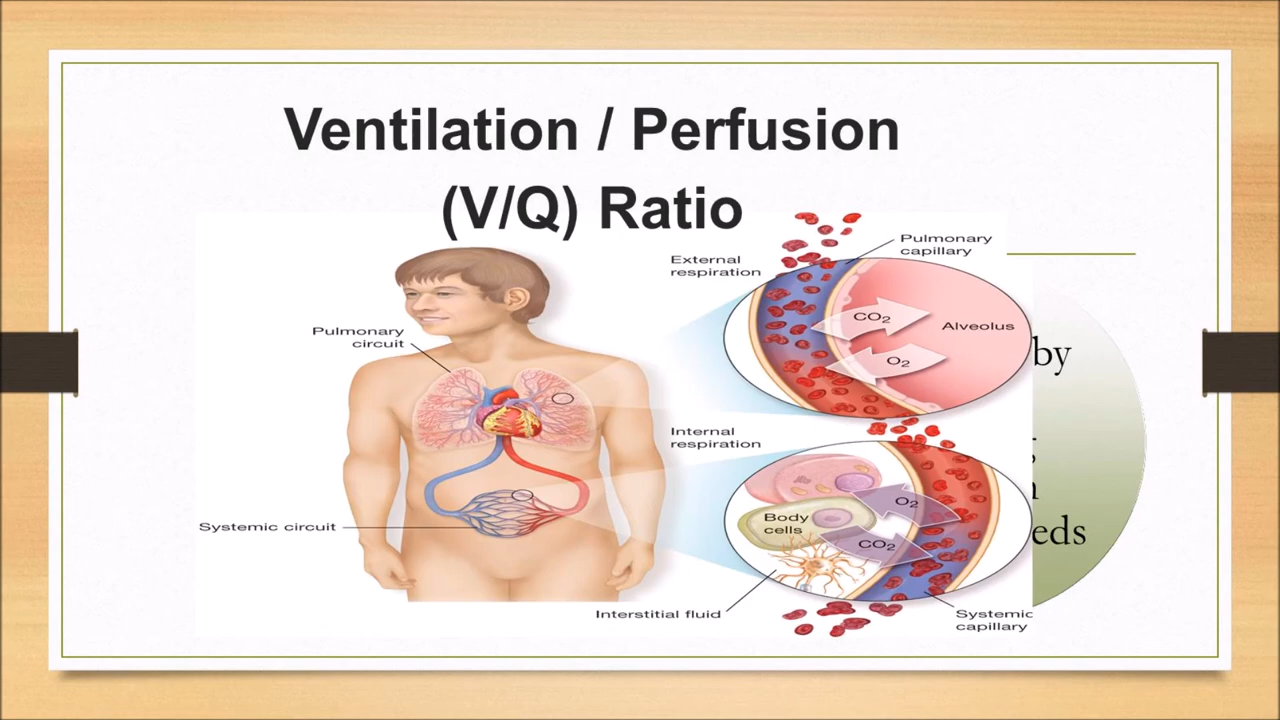 Ventilation / Perfusion
(V/Q) Ratio
Pulmonary
capillary
External
respiration
CO2
Alveolus
O2
Pulmonary
circuit
by
Internal
respiration
O2
Body
cells
CO2
eds
Systemic circuit
Interstitial fluid
Systemic
capillary